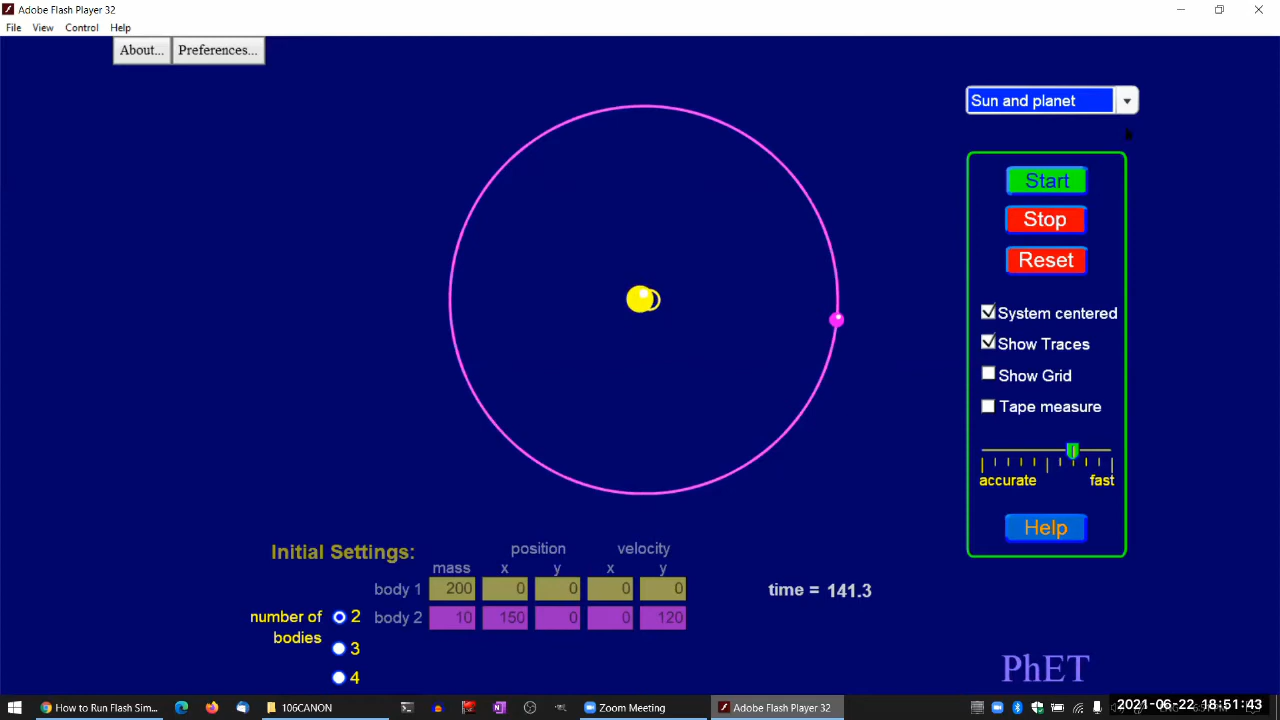 Adobe Flash Player 32
File View Control Help
About... Preferences...
Sun and planet
Start
Stop
Reset
System centered
Show Traces
Show Grid
Tape measure
accurate fast
Help
Initial Settings:
position velocity
mass x y x y
body 1 200 0 0 0 0
body 2 10 150 0 0 120
number of bodies
2
3
4
time = 141.3
PhET
How to Run Flash Sim...
106CANON
Zoom Meeting
Adobe Flash Player 32
2021-06-22 18:51:43